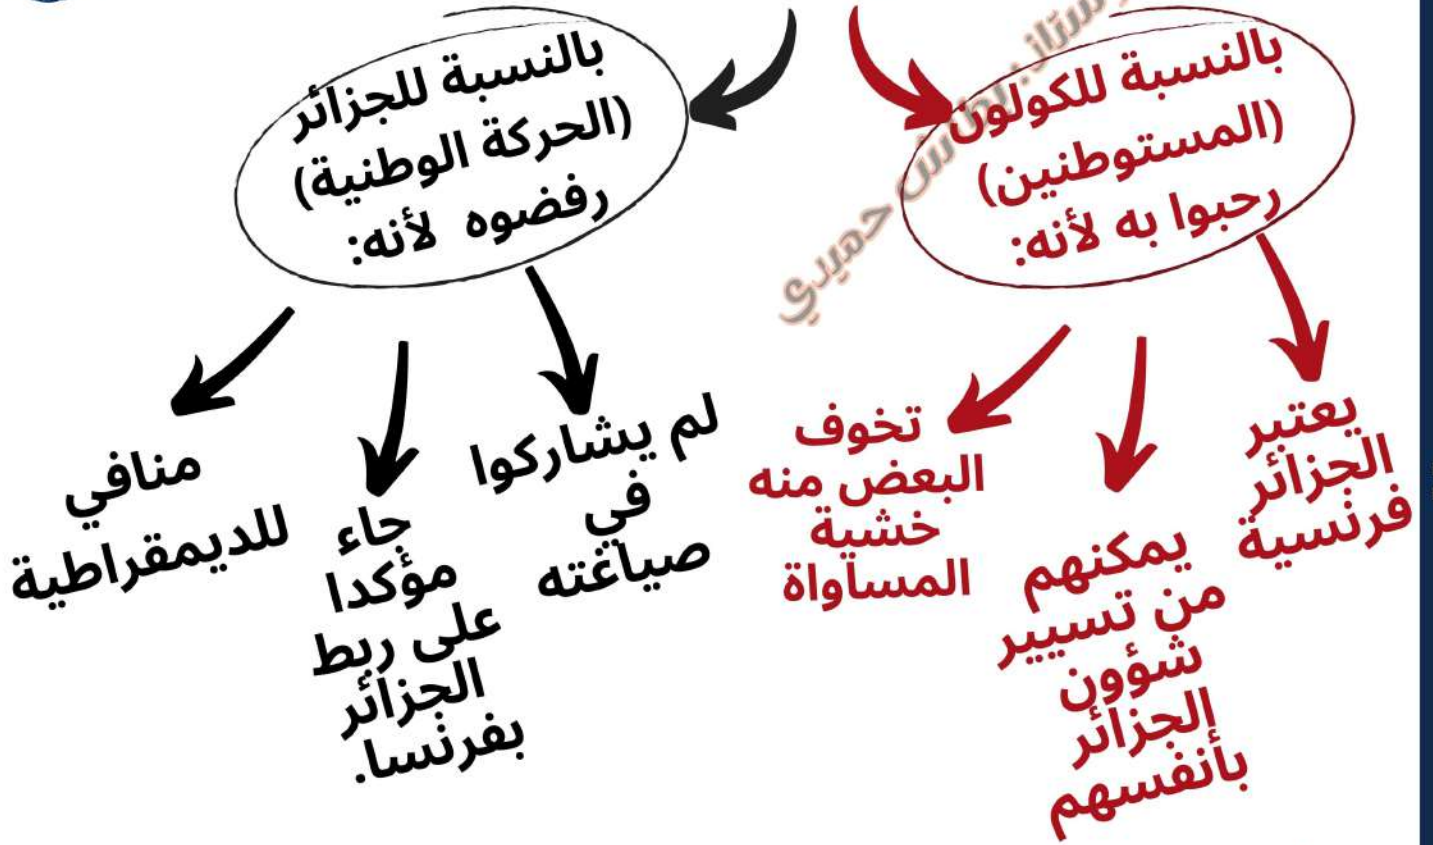 بالنسبة للكولون
(المستوطنين)
رحبوا به لأنه:
يعتبر
الجزائر
فرنسية
يمكنهم
من تسيير
شؤون
الجزائر
بأنفسهم
تخوف
البعض منه
خشية
المساواة
بالنسبة للجزائر
(الحركة الوطنية)
رفضوه لأنه:
لم يشاركوا
في
صياغته
جاء
مؤكدا
على ربط
الجزائر
بفرنسا.
منافي
للديمقراطية
حميدي